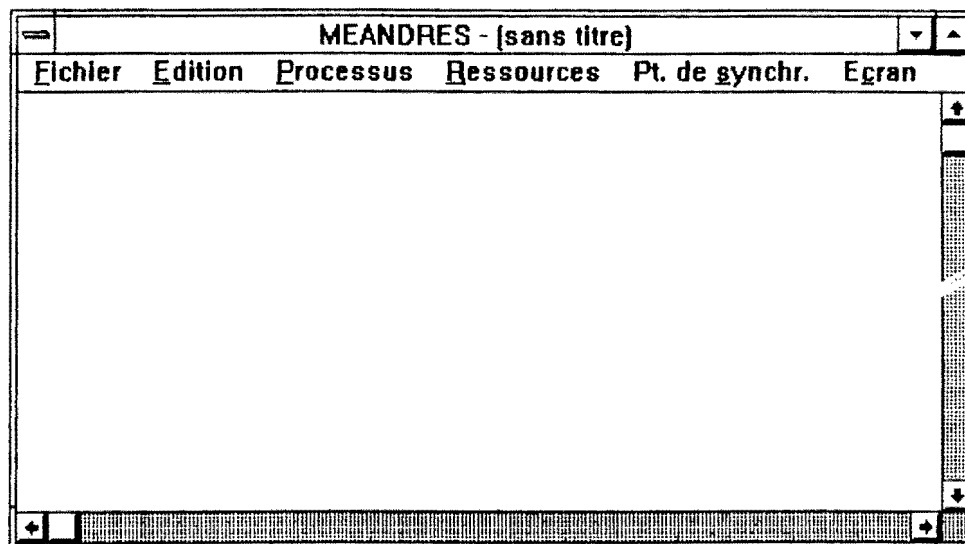 MEANDRES - (sans titre)
Fichier Edition Processus Ressources Pt. de synchr. Ecran